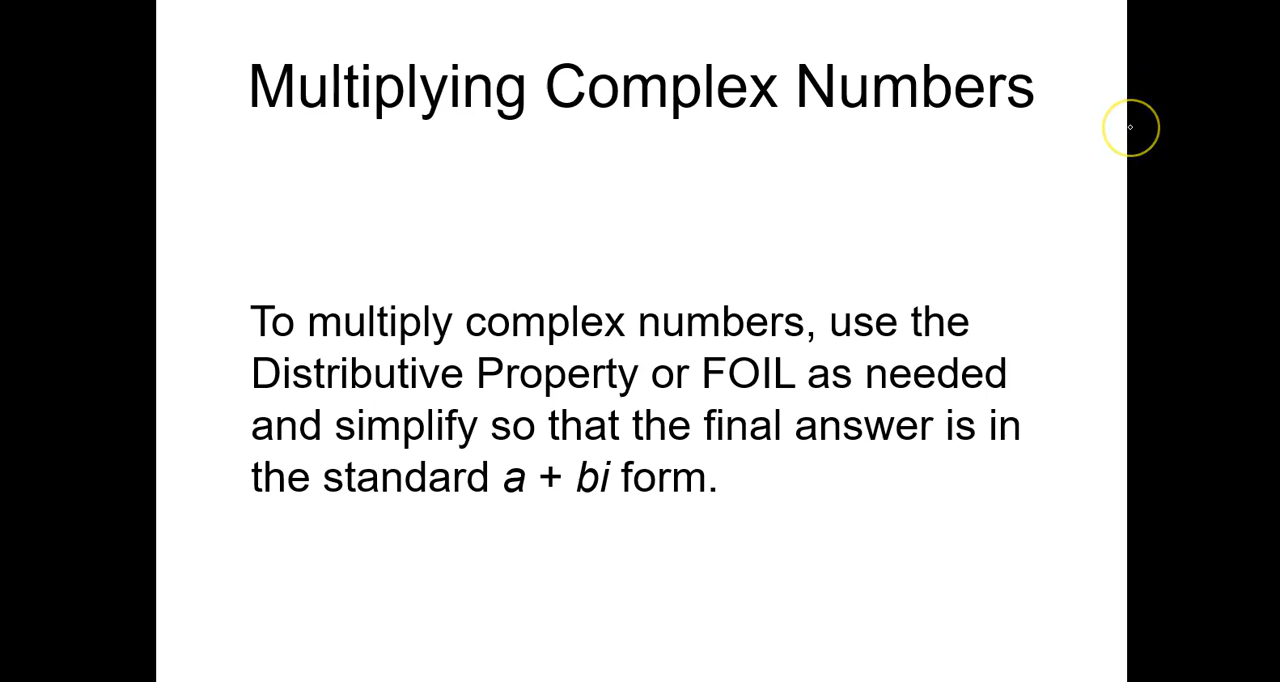 Multiplying Complex Numbers
To multiply complex numbers, use the
Distributive Property or FOIL as needed
and simplify so that the final answer is in
the standard a + bi form.